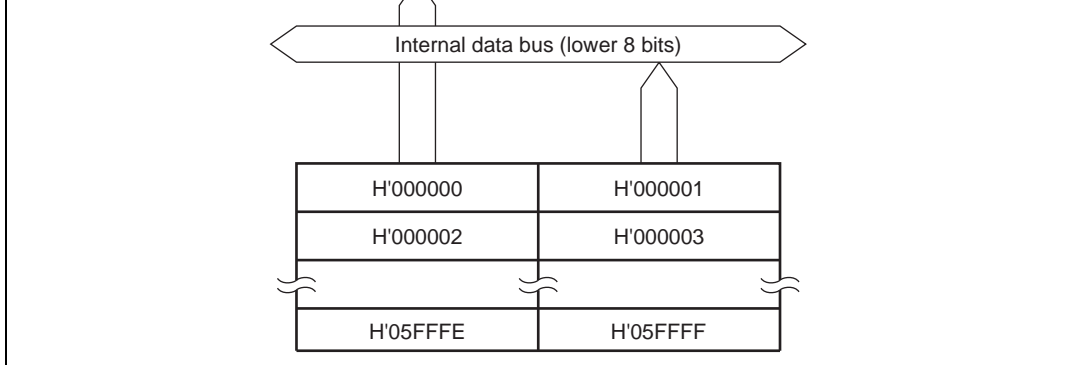 Internal data bus (lower 8 bits)
H'000000 H'000001
H'000002 H'000003
H'05FFFE H'05FFFF